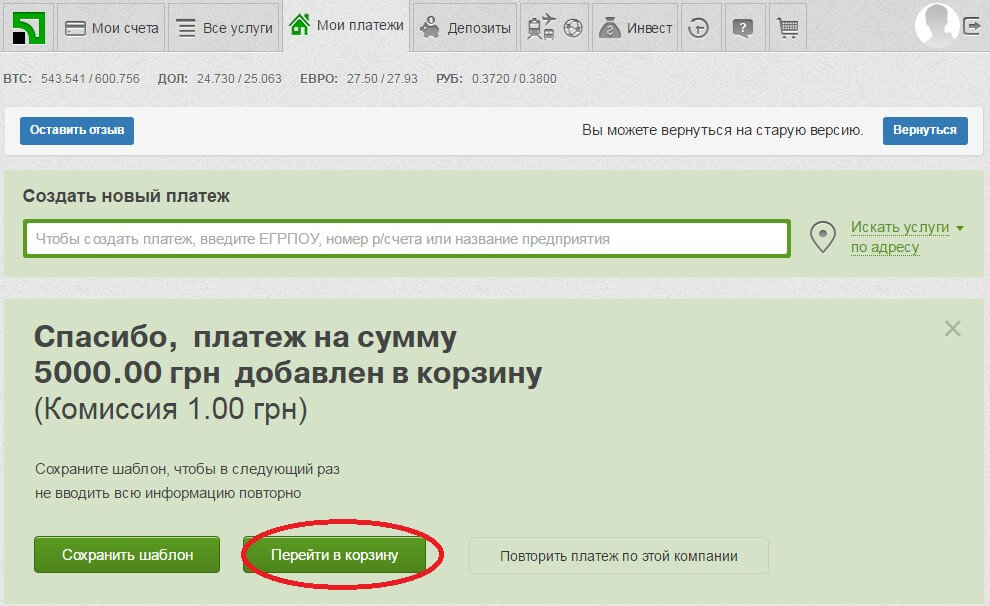 Мои счета
Все услуги
Мои платежи
Депозиты
Инвест
?
BTC: 543.541 / 600.756 ДОЛ: 24.730 / 25.063 ЕВРО: 27.50 / 27.93 РУБ: 0.3720 / 0.3800
Оставить отзыв
Вы можете вернуться на старую версию.
Вернуться
Создать новый платеж
Чтобы создать платеж, введите ЕГРПОУ, номер р/счета или название предприятия
Искать услуги
по адресу
Спасибо, платеж на сумму
5000.00 грн добавлен в корзину
(Комиссия 1.00 грн)
Сохраните шаблон, чтобы в следующий раз
не вводить всю информацию повторно
Сохранить шаблон
Перейти в корзину
Повторить платеж по этой компании